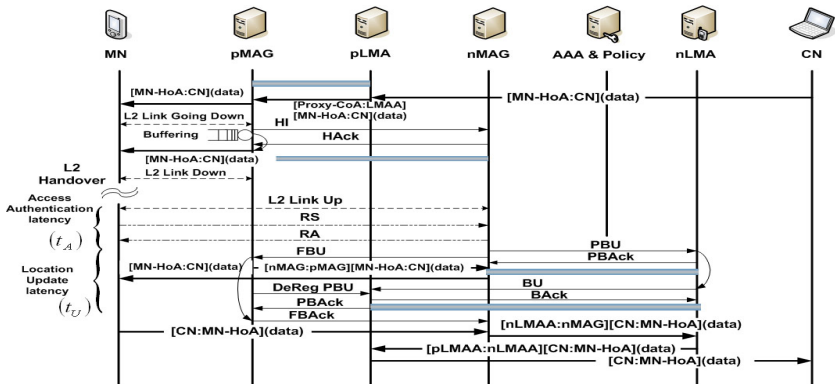 MN pMAG pLMA nMAG AAA & Policy nLMA CN
[MN-HoA:CN](data)
[MN-HoA:CN](data)
[Proxy-CoA:LMAA]
[MN-HoA:CN](data)
L2 Link Going Down
HI
Buffering
HAck
[MN-HoA:CN](data)
L2 Link Down
L2
Handover
Access
Authentication
latency
(t_A)
L2 Link Up
RS
RA
FBU
PBU
PBAck
[MN-HoA:CN](data)
[nMAG:pMAG][MN-HoA:CN](data)
Location
Update
latency
(t_U)
BU
DeReg PBU
BAck
PBAck
FBAck
[CN:MN-HoA](data)
[nLMAA:nMAG][CN:MN-HoA](data)
[pLMAA:nLMAA][CN:MN-HoA](data)
[CN:MN-HoA](data)